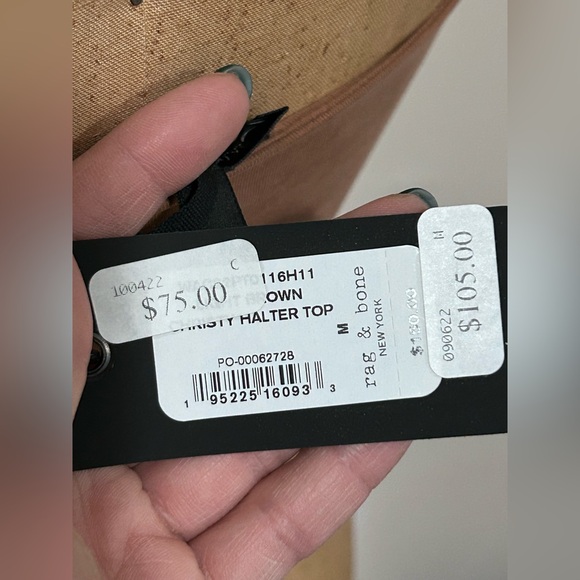 100422 C
$75.00
116H11
BROWN
CHRISTY HALTER TOP
PO-00062728
1 95225 16093 3
M
rag & bone
NEW YORK
090622 M
$105.00